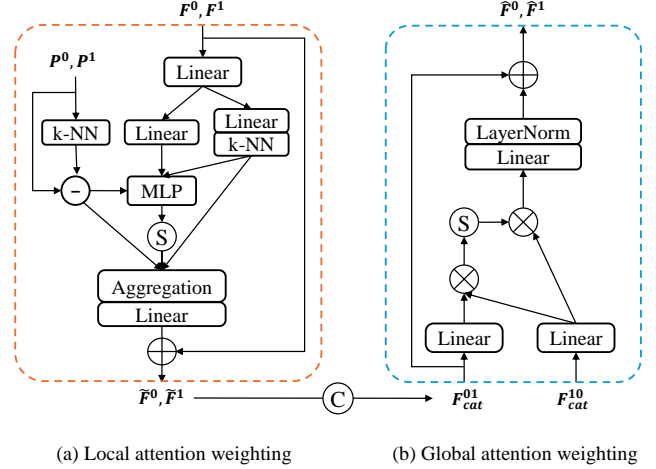 F⁰, F¹
P⁰, P¹
Linear
k-NN
Linear
Linear
k-NN
-
MLP
S
Aggregation
Linear
F̃⁰, F̃¹
C
(a) Local attention weighting
F̂⁰, F̂¹
LayerNorm
Linear
S
Linear
Linear
F⁰¹cat
F¹⁰cat
(b) Global attention weighting